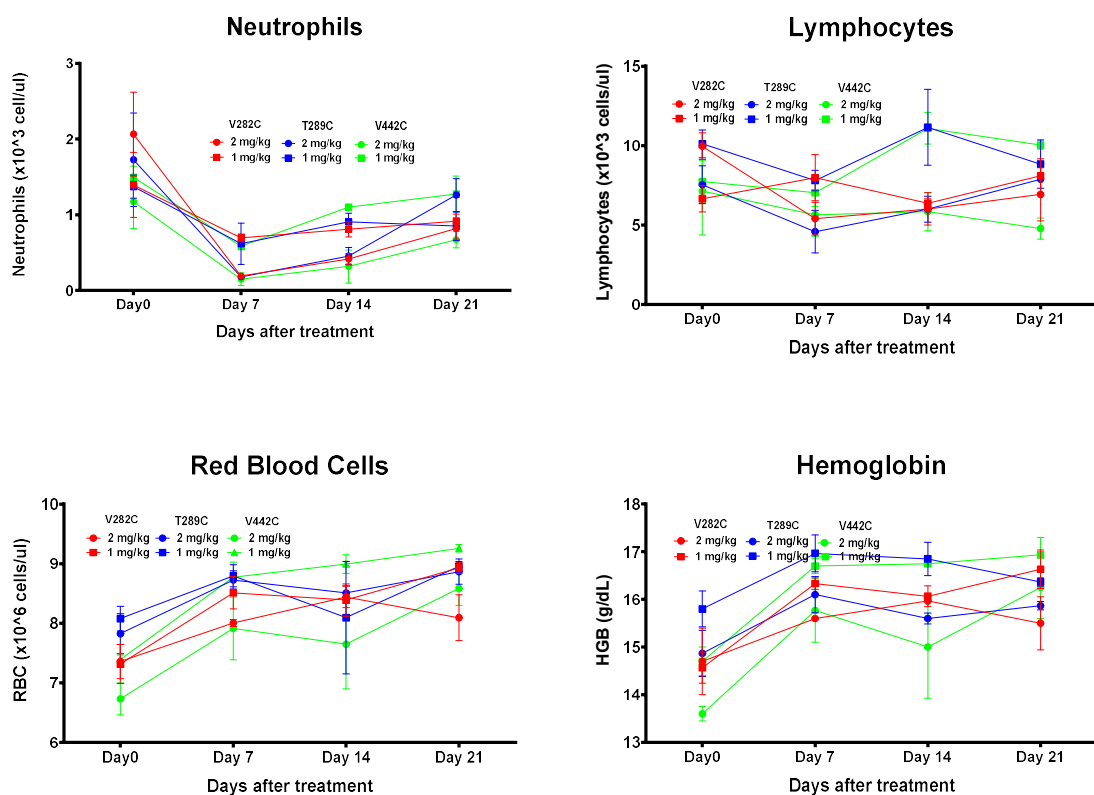 Neutrophils
Neutrophils (x10^3 cell/ul)
3
2
1
0
V282C T289C V442C
2 mg/kg 2 mg/kg 2 mg/kg
1 mg/kg 1 mg/kg 1 mg/kg
Day0 Day 7 Day 14 Day 21
Days after treatment
Lymphocytes
Lymphocytes (x10^3 cells/ul)
15
10
5
0
V282C T289C V442C
2 mg/kg 2 mg/kg 2 mg/kg
1 mg/kg 1 mg/kg 1 mg/kg
Day0 Day 7 Day 14 Day 21
Days after treatment
Red Blood Cells
RBC (x10^6 cells/ul)
10
9
8
7
6
V282C T289C V442C
2 mg/kg 2 mg/kg 2 mg/kg
1 mg/kg 1 mg/kg 1 mg/kg
Day0 Day 7 Day 14 Day 21
Days after treatment
Hemoglobin
HGB (g/dL)
18
17
16
15
14
13
V282C T289C V442C
2 mg/kg 2 mg/kg 2 mg/kg
1 mg/kg 1 mg/kg 1 mg/kg
Day0 Day 7 Day 14 Day 21
Days after treatment